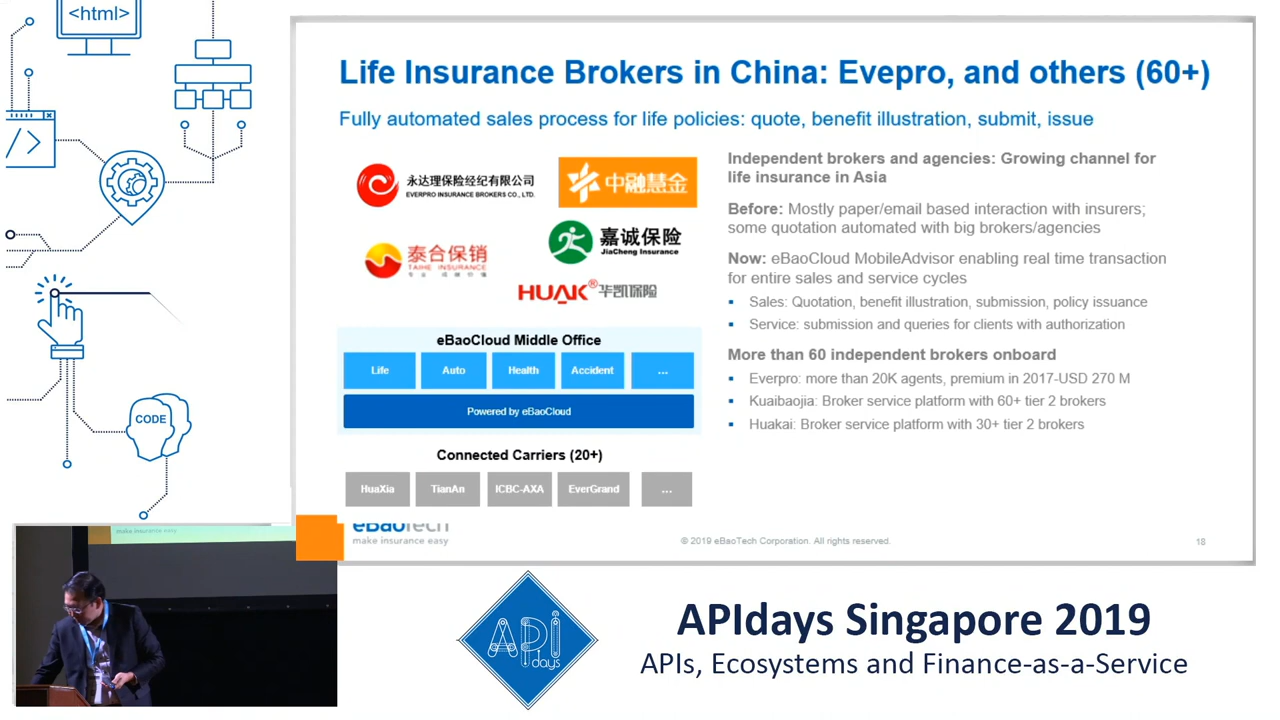 <html>
</>
CODE
Life Insurance Brokers in China: Evepro, and others (60+)
Fully automated sales process for life policies: quote, benefit illustration, submit, issue
永达理保险经纪有限公司
EVERPRO INSURANCE BROKERS CO., LTD.
中融慧金
泰合保销
TAIHE INSURANCE
嘉诚保险
JiaCheng Insurance
HUAK® 华凯保险
eBaoCloud Middle Office
Life Auto Health Accident ...
Powered by eBaoCloud
Connected Carriers (20+)
HuaXia TianAn ICBC-AXA EverGrand ...
Independent brokers and agencies: Growing channel for
life insurance in Asia
Before: Mostly paper/email based interaction with insurers;
some quotation automated with big brokers/agencies
Now: eBaoCloud MobileAdvisor enabling real time transaction
for entire sales and service cycles
▪ Sales: Quotation, benefit illustration, submission, policy issuance
▪ Service: submission and queries for clients with authorization
More than 60 independent brokers onboard
▪ Everpro: more than 20K agents, premium in 2017-USD 270 M
▪ Kuaibaojia: Broker service platform with 60+ tier 2 brokers
▪ Huakai: Broker service platform with 30+ tier 2 brokers
eBaoTech
make insurance easy
© 2019 eBaoTech Corporation. All rights reserved.
18
make insurance easy
API
days
APIdays Singapore 2019
APIs, Ecosystems and Finance-as-a-Service